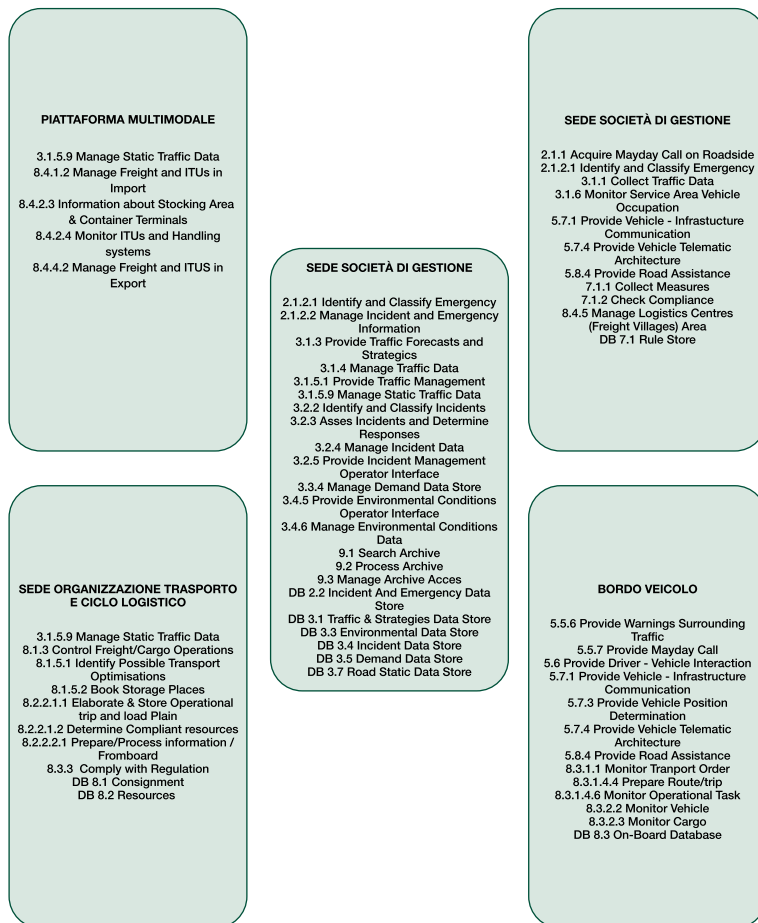 PIATTAFORMA MULTIMODALE
3.1.5.9 Manage Static Traffic Data
8.4.1.2 Manage Freight and ITUs in
Import
8.4.2.3 Information about Stocking Area
& Container Terminals
8.4.2.4 Monitor ITUs and Handling
systems
8.4.4.2 Manage Freight and ITUS in
Export
SEDE ORGANIZZAZIONE TRASPORTO
E CICLO LOGISTICO
3.1.5.9 Manage Static Traffic Data
8.1.3 Control Freight/Cargo Operations
8.1.5.1 Identify Possible Transport
Optimisations
8.1.5.2 Book Storage Places
8.2.2.1.1 Elaborate & Store Operational
trip and load Plain
8.2.2.1.2 Determine Compliant resources
8.2.2.2.1 Prepare/Process information /
Fromboard
8.3.3 Comply with Regulation
DB 8.1 Consignment
DB 8.2 Resources
SEDE SOCIETÀ DI GESTIONE
2.1.2.1 Identify and Classify Emergency
2.1.2.2 Manage Incident and Emergency
Information
3.1.3 Provide Traffic Forecasts and
Strategics
3.1.4 Manage Traffic Data
3.1.5.1 Provide Traffic Management
3.1.5.9 Manage Static Traffic Data
3.2.2 Identify and Classify Incidents
3.2.3 Asses Incidents and Determine
Responses
3.2.4 Manage Incident Data
3.2.5 Provide Incident Management
Operator Interface
3.3.4 Manage Demand Data Store
3.4.5 Provide Environmental Conditions
Operator Interface
3.4.6 Manage Environmental Conditions
Data
9.1 Search Archive
9.2 Process Archive
9.3 Manage Archive Acces
DB 2.2 Incident And Emergency Data
Store
DB 3.1 Traffic & Strategies Data Store
DB 3.3 Environmental Data Store
DB 3.4 Incident Data Store
DB 3.5 Demand Data Store
DB 3.7 Road Static Data Store
SEDE SOCIETÀ DI GESTIONE
2.1.1 Acquire Mayday Call on Roadside
2.1.2.1 Identify and Classify Emergency
3.1.1 Collect Traffic Data
3.1.6 Monitor Service Area Vehicle
Occupation
5.7.1 Provide Vehicle - Infrastucture
Communication
5.7.4 Provide Vehicle Telematic
Architecture
5.8.4 Provide Road Assistance
7.1.1 Collect Measures
7.1.2 Check Compliance
8.4.5 Manage Logistics Centres
(Freight Villages) Area
DB 7.1 Rule Store
BORDO VEICOLO
5.5.6 Provide Warnings Surrounding
Traffic
5.5.7 Provide Mayday Call
5.6 Provide Driver - Vehicle Interaction
5.7.1 Provide Vehicle - Infrastructure
Communication
5.7.3 Provide Vehicle Position
Determination
5.7.4 Provide Vehicle Telematic
Architecture
5.8.4 Provide Road Assistance
8.3.1.1 Monitor Tranport Order
8.3.1.4.4 Prepare Route/trip
8.3.1.4.6 Monitor Operational Task
8.3.2.2 Monitor Vehicle
8.3.2.3 Monitor Cargo
DB 8.3 On-Board Database